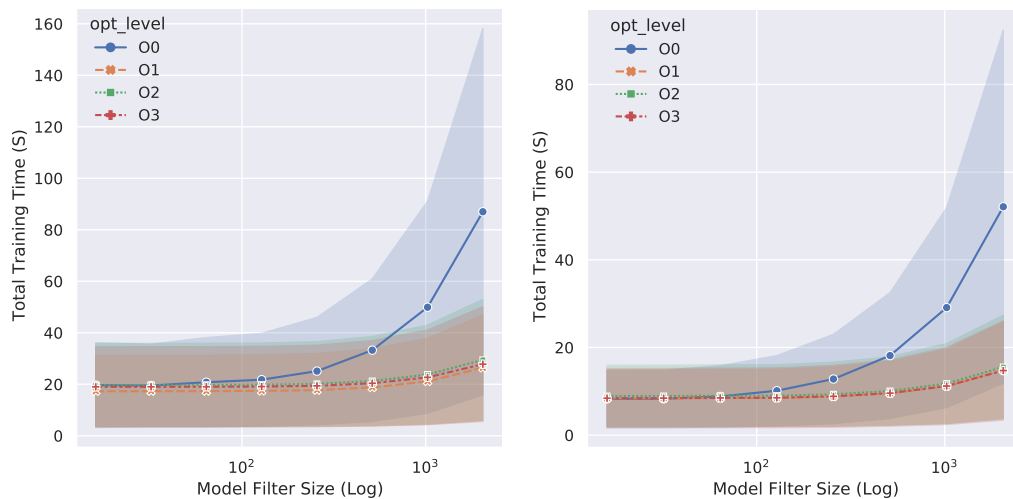 opt_level
O0
O1
O2
O3
160
140
120
100
80
60
40
20
0
Total Training Time (S)
10²
10³
Model Filter Size (Log)
opt_level
O0
O1
O2
O3
80
60
40
20
0
Total Training Time (S)
10²
10³
Model Filter Size (Log)